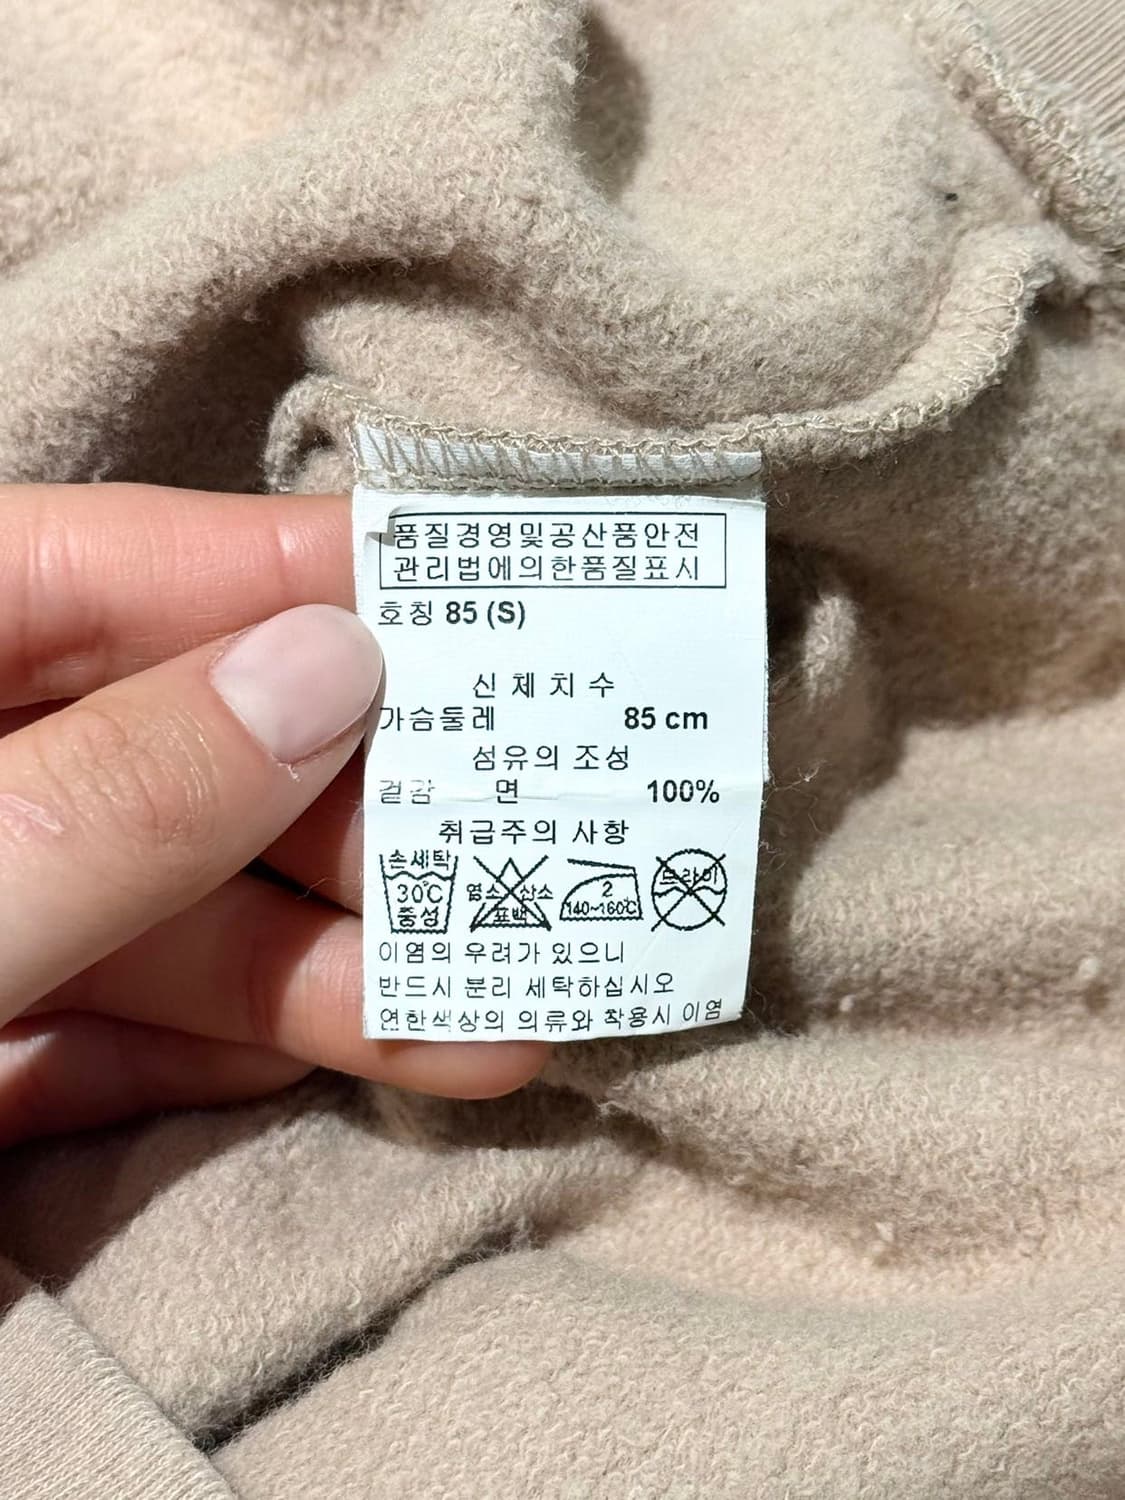 품질경영및공산품안전
관리법에의한품질표시
호칭 85 (S)
신 체 치 수
가슴둘레 85 cm
섬유의 조성
겉감 면 100%
취급주의 사항
손세탁
30℃
중성
염소 산소
표백
2
140~160℃
드라이
이염의 우려가 있으니
반드시 분리 세탁하십시오
연한색상의 의류와 착용시 이염